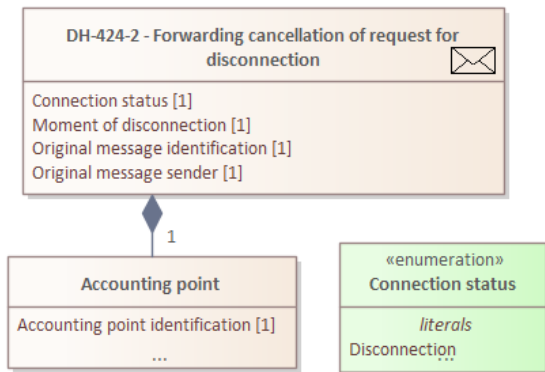 DH-424-2 - Forwarding cancellation of request for
disconnection
Connection status [1]
Moment of disconnection [1]
Original message identification [1]
Original message sender [1]
1
Accounting point
Accounting point identification [1]
...
«enumeration»
Connection status
literals
Disconnection
...